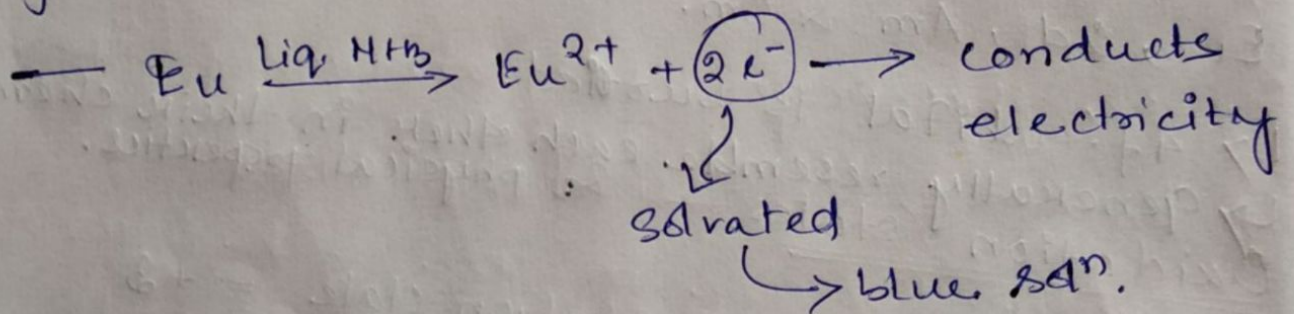 — Eu Liq NH3 → Eu²⁺ + 2e⁻ → conducts
electricity
solvated
→ blue solⁿ.